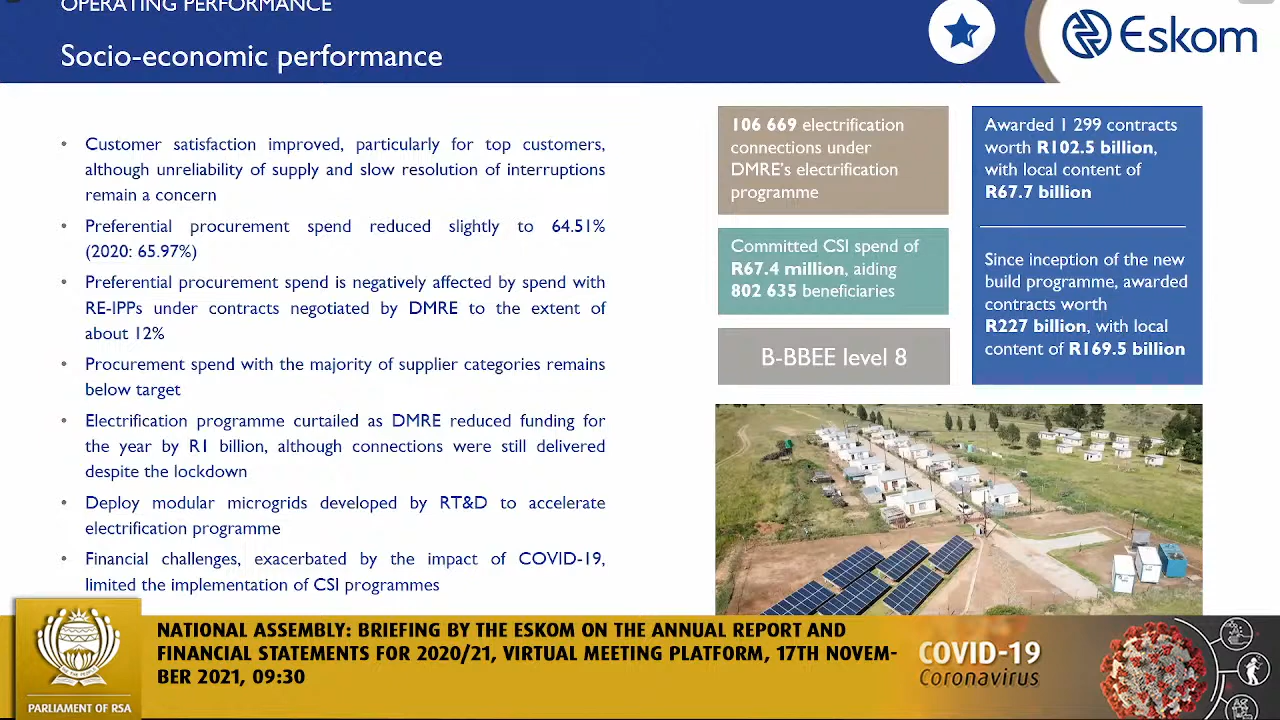 OPERATING PERFORMANCE
Socio-economic performance
Eskom
• Customer satisfaction improved, particularly for top customers,
although unreliability of supply and slow resolution of interruptions
remain a concern
• Preferential procurement spend reduced slightly to 64.51%
(2020: 65.97%)
• Preferential procurement spend is negatively affected by spend with
RE-IPPs under contracts negotiated by DMRE to the extent of
about 12%
• Procurement spend with the majority of supplier categories remains
below target
• Electrification programme curtailed as DMRE reduced funding for
the year by R1 billion, although connections were still delivered
despite the lockdown
• Deploy modular microgrids developed by RT&D to accelerate
electrification programme
• Financial challenges, exacerbated by the impact of COVID-19,
limited the implementation of CSI programmes
106 669 electrification
connections under
DMRE's electrification
programme
Committed CSI spend of
R67.4 million, aiding
802 635 beneficiaries
B-BBEE level 8
Awarded 1 299 contracts
worth R102.5 billion,
with local content of
R67.7 billion
Since inception of the new
build programme, awarded
contracts worth
R227 billion, with local
content of R169.5 billion
PARLIAMENT OF RSA
NATIONAL ASSEMBLY: BRIEFING BY THE ESKOM ON THE ANNUAL REPORT AND
FINANCIAL STATEMENTS FOR 2020/21, VIRTUAL MEETING PLATFORM, 17TH NOVEM-
BER 2021, 09:30
COVID-19
Coronavirus